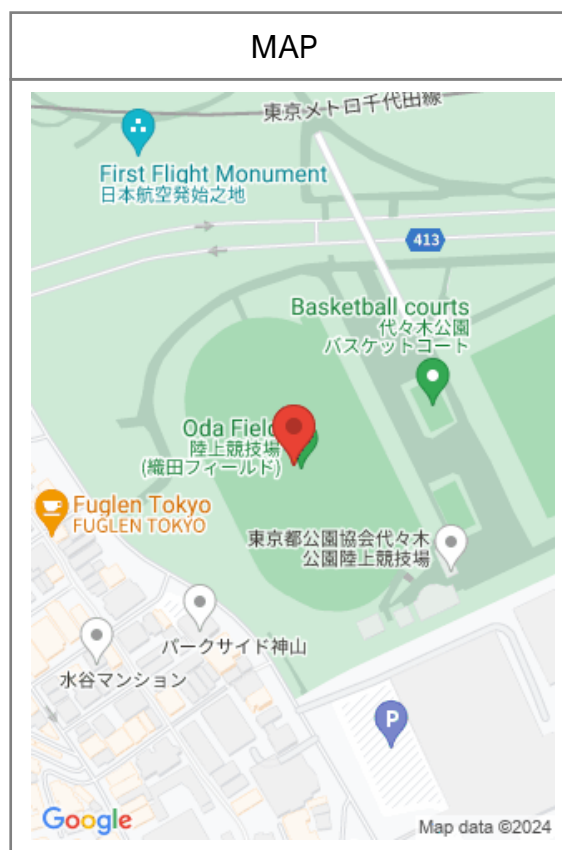 MAP
東京メトロ千代田線
First Flight Monument
日本航空発始之地
413
Basketball courts
代々木公園
バスケットコート
Oda Field
陸上競技場
(織田フィールド)
Fuglen Tokyo
FUGLEN TOKYO
東京都公園協会代々木
公園陸上競技場
パークサイド神山
水谷マンション
P
Google
Map data ©2024